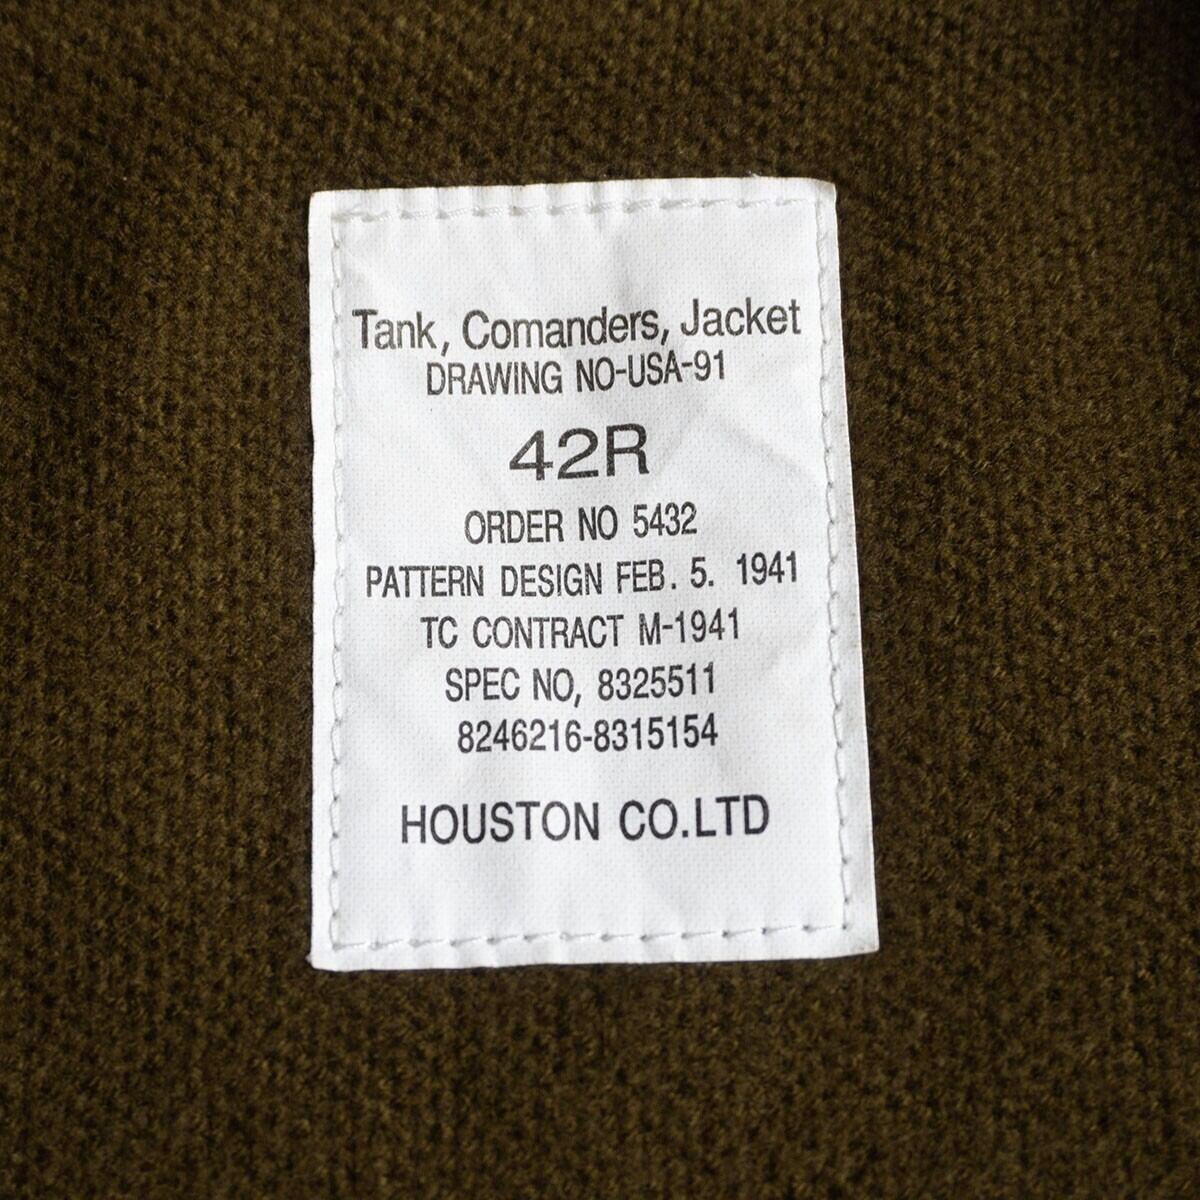 Tank, Comanders, Jacket
DRAWING NO-USA-91
42R
ORDER NO 5432
PATTERN DESIGN FEB. 5. 1941
TC CONTRACT M-1941
SPEC NO, 8325511
8246216-8315154
HOUSTON CO.LTD